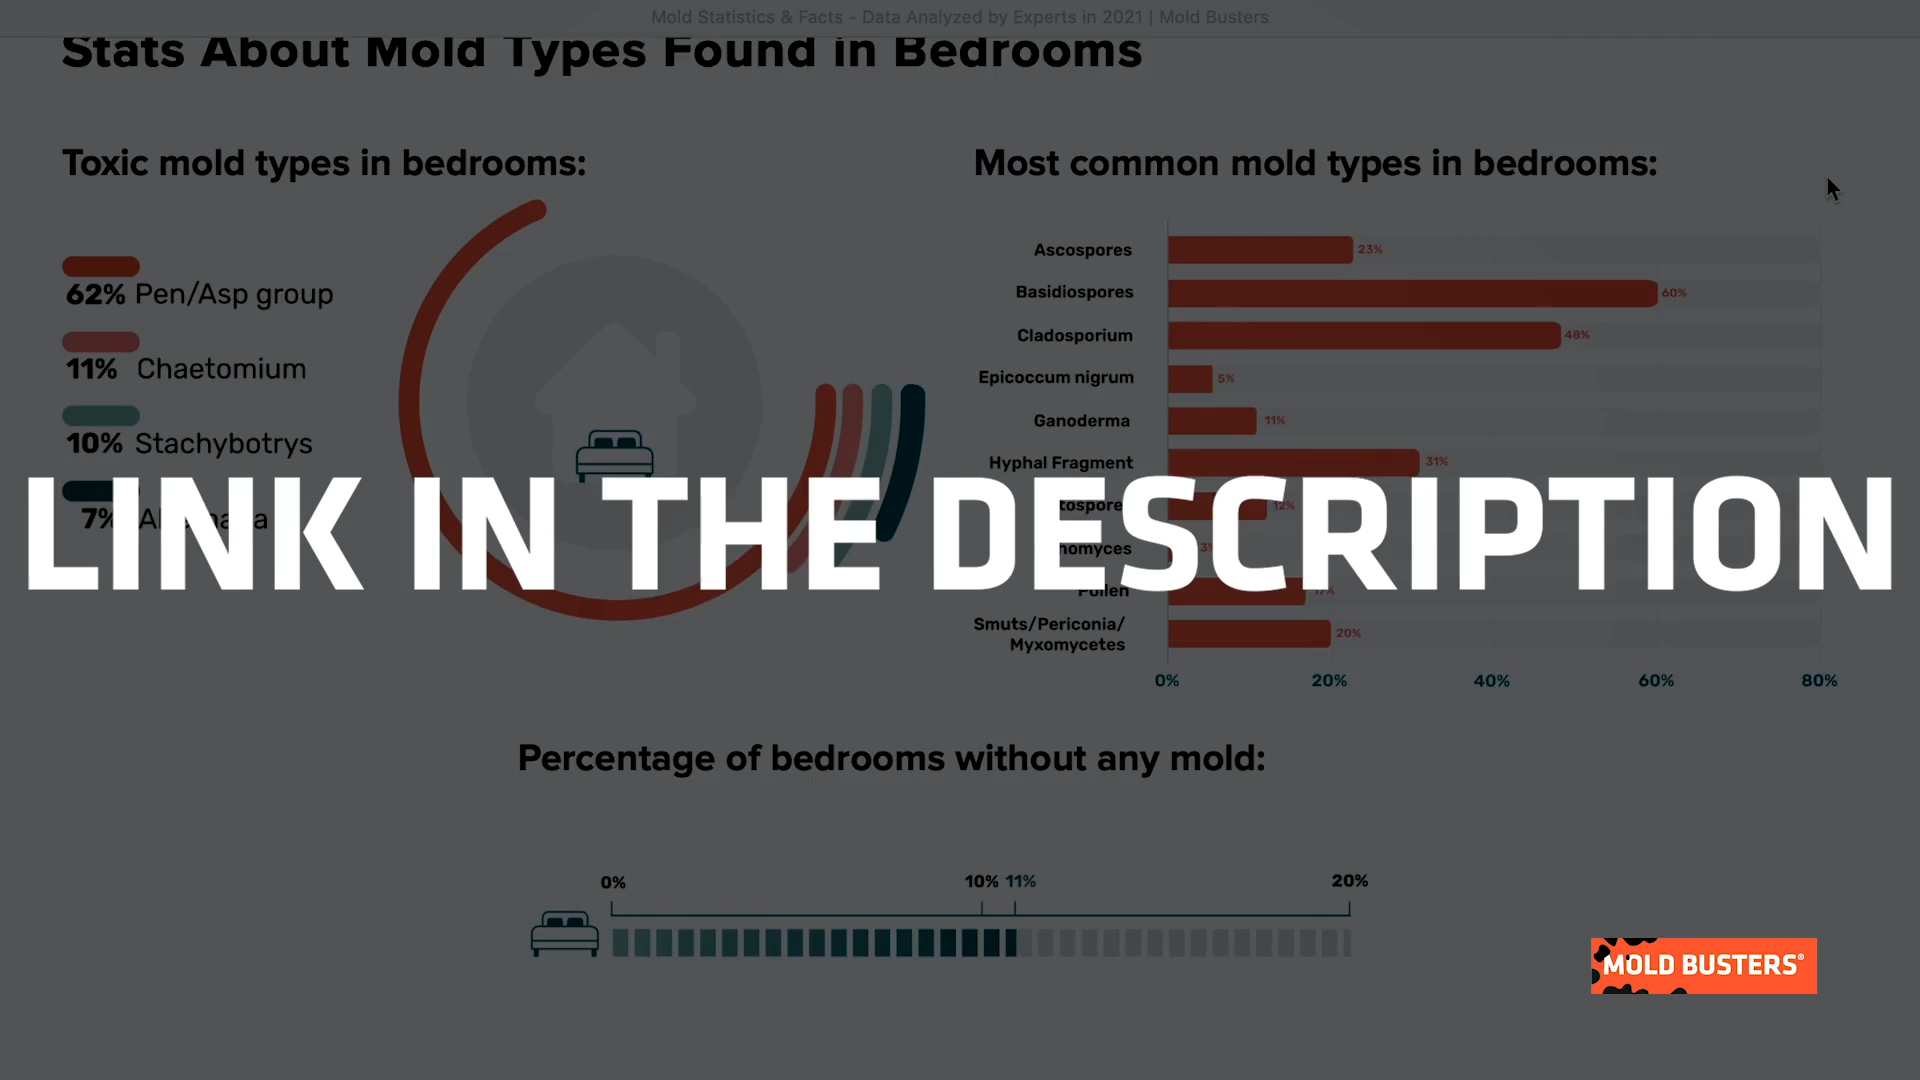 Mold Statistics & Facts - Data Analyzed by Experts in 2021 | Mold Busters
Stats About Mold Types Found in Bedrooms
Toxic mold types in bedrooms:
62% Pen/Asp group
11% Chaetomium
10% Stachybotrys
7%
Most common mold types in bedrooms:
Ascospores 23%
Basidiospores 60%
Cladosporium 48%
Epicoccum nigrum 5%
Ganoderma 11%
Hyphal Fragment 31%
12%
3%
Pollen 17%
Smuts/Periconia/
Myxomycetes 20%
0% 20% 40% 60% 80%
LINK IN THE DESCRIPTION
Percentage of bedrooms without any mold:
0% 10% 11% 20%
MOLD BUSTERS®